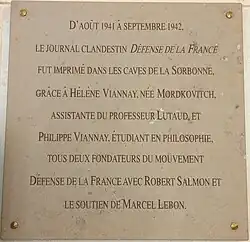 D'AOÛT 1941 À SEPTEMBRE 1942,
LE JOURNAL CLANDESTIN DÉFENSE DE LA FRANCE
FUT IMPRIMÉ DANS LES CAVES DE LA SORBONNE,
GRÂCE À HÉLÈNE VIANNAY, NÉE MORDKOVITCH,
ASSISTANTE DU PROFESSEUR LUTAUD, ET
PHILIPPE VIANNAY, ÉTUDIANT EN PHILOSOPHIE,
TOUS DEUX FONDATEURS DU MOUVEMENT
DÉFENSE DE LA FRANCE AVEC ROBERT SALMON ET
LE SOUTIEN DE MARCEL LEBON.